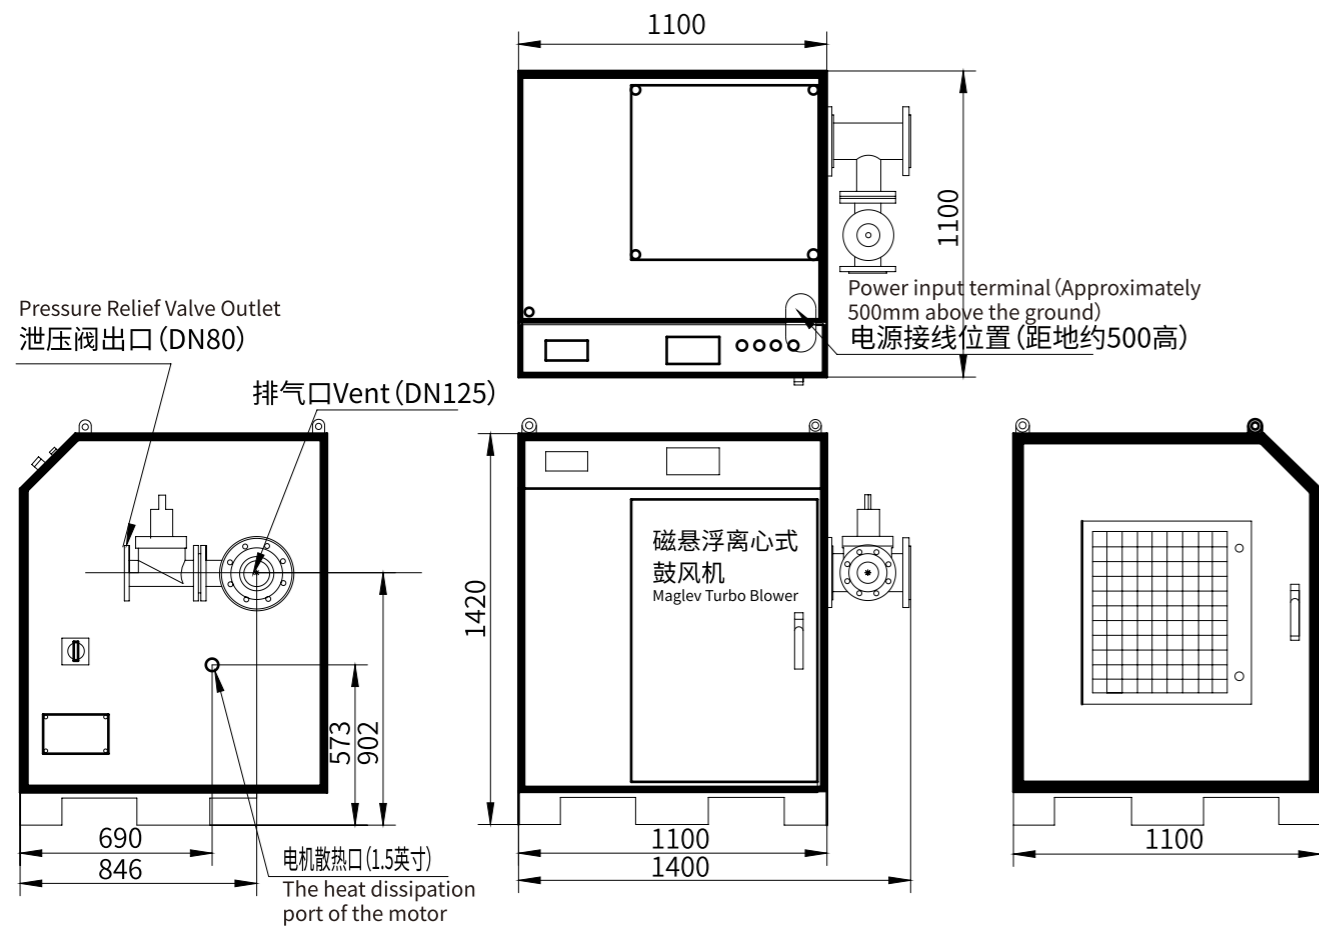 1100
1100
Power input terminal（Approximately
500mm above the ground）
电源接线位置（距地约500高）
Pressure Relief Valve Outlet
泄压阀出口（DN80）
排气口Vent（DN125）
磁悬浮离心式
鼓风机
Maglev Turbo Blower
1420
573
902
690
846
电机散热口（1.5英寸）
The heat dissipation
port of the motor
1100
1400
1100